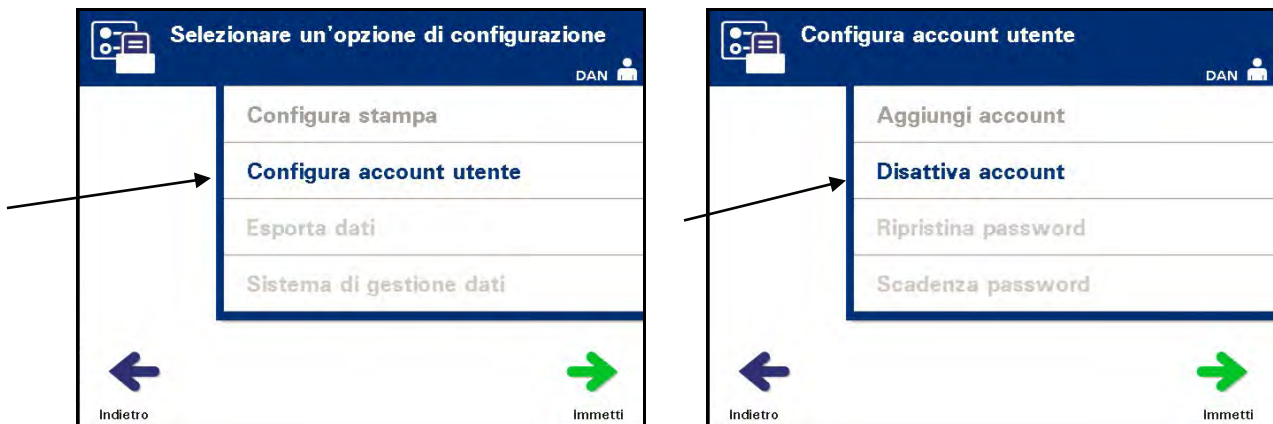 Selezionare un'opzione di configurazione
DAN
Configura stampa
Configura account utente
Esporta dati
Sistema di gestione dati
Indietro
Immetti
Configura account utente
DAN
Aggiungi account
Disattiva account
Ripristina password
Scadenza password
Indietro
Immetti